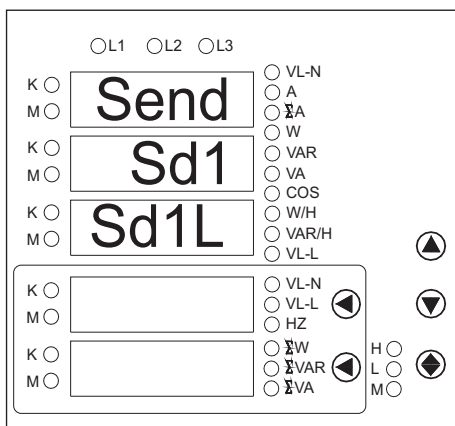 L1 L2 L3
K VL-N
Send A
M ΣA
W
K VAR
Sd1
M VA
COS
K W/H
Sd1L VAR/H
M VL-L
K VL-N
VL-L
M HZ
K ΣW H
ΣVAR L
M ΣVA M